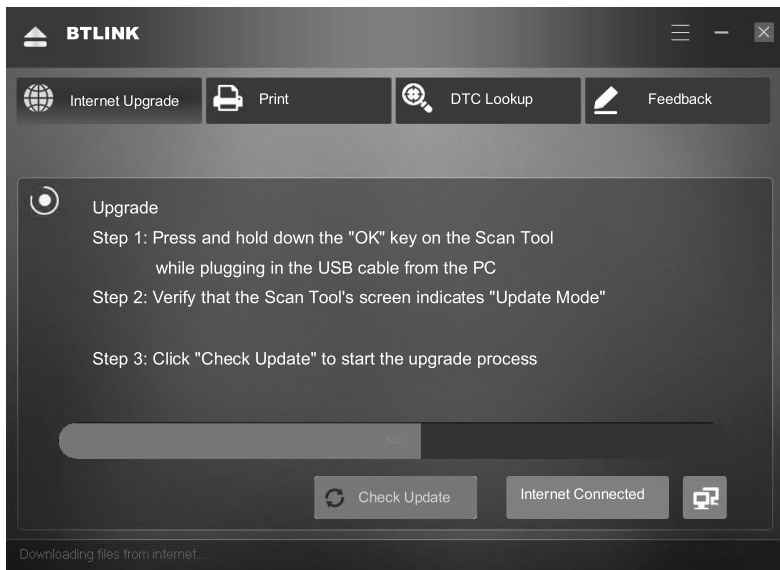 BTLINK
Internet Upgrade
Print
DTC Lookup
Feedback
Upgrade
Step 1: Press and hold down the "OK" key on the Scan Tool
while plugging in the USB cable from the PC
Step 2: Verify that the Scan Tool's screen indicates "Update Mode"
Step 3: Click "Check Update" to start the upgrade process
54%
Check Update
Internet Connected
Downloading files from internet...